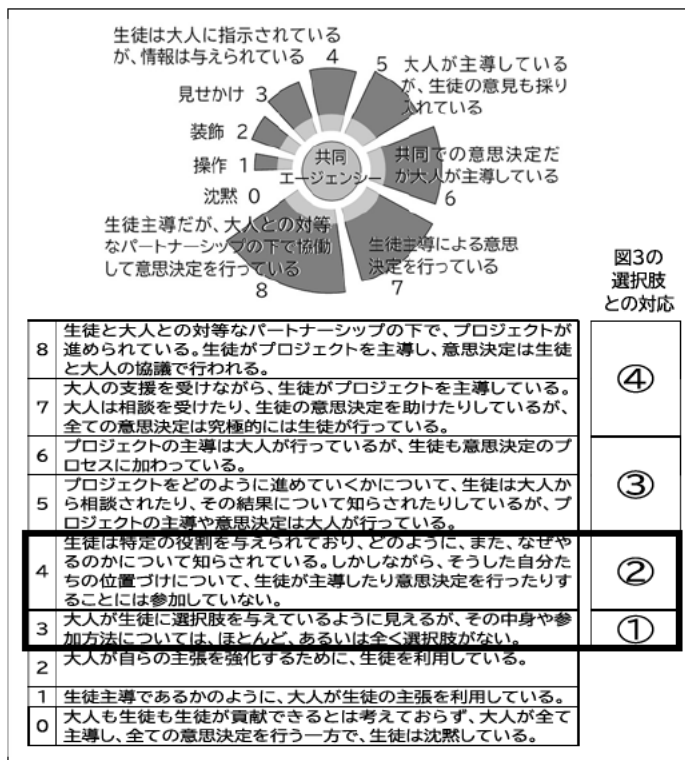 生徒は大人に指示されている
が、情報は与えられている 4
5 大人が主導している
が、生徒の意見も採り
入れている
見せかけ 3
装飾 2
操作 1
沈黙 0
共同
エージェンシー
共同での意思決定だ
が大人が主導している
6
生徒主導だが、大人との対等
なパートナーシップの下で協働
して意思決定を行っている
8
生徒主導による意思
決定を行っている
7
図3の
選択肢
との対応
8 生徒と大人との対等なパートナーシップの下で、プロジェクトが
進められている。生徒がプロジェクトを主導し、意思決定は生徒
と大人の協議で行われる。
④
7 大人の支援を受けながら、生徒がプロジェクトを主導している。
大人は相談を受けたり、生徒の意思決定を助けたりしているが、
全ての意思決定は究極的には生徒が行っている。
6 プロジェクトの主導は大人が行っているが、生徒も意思決定のプ
ロセスに加わっている。
③
5 プロジェクトをどのように進めていくかについて、生徒は大人か
ら相談されたり、その結果について知らされたりしているが、プ
ロジェクトの主導や意思決定は大人が行っている。
4 生徒は特定の役割を与えられており、どのように、また、なぜや
るのかについて知らされている。しかしながら、そうした自分た
ちの位置づけについて、生徒が主導したり意思決定を行ったりす
ることには参加していない。
②
3 大人が生徒に選択肢を与えているように見えるが、その中身や参
加方法については、ほとんど、あるいは全く選択肢がない。
①
2 大人が自らの主張を強化するために、生徒を利用している。
1 生徒主導であるかのように、大人が生徒の主張を利用している。
0 大人も生徒も生徒が貢献できるとは考えておらず、大人が全て
主導し、全ての意思決定を行う一方で、生徒は沈黙している。